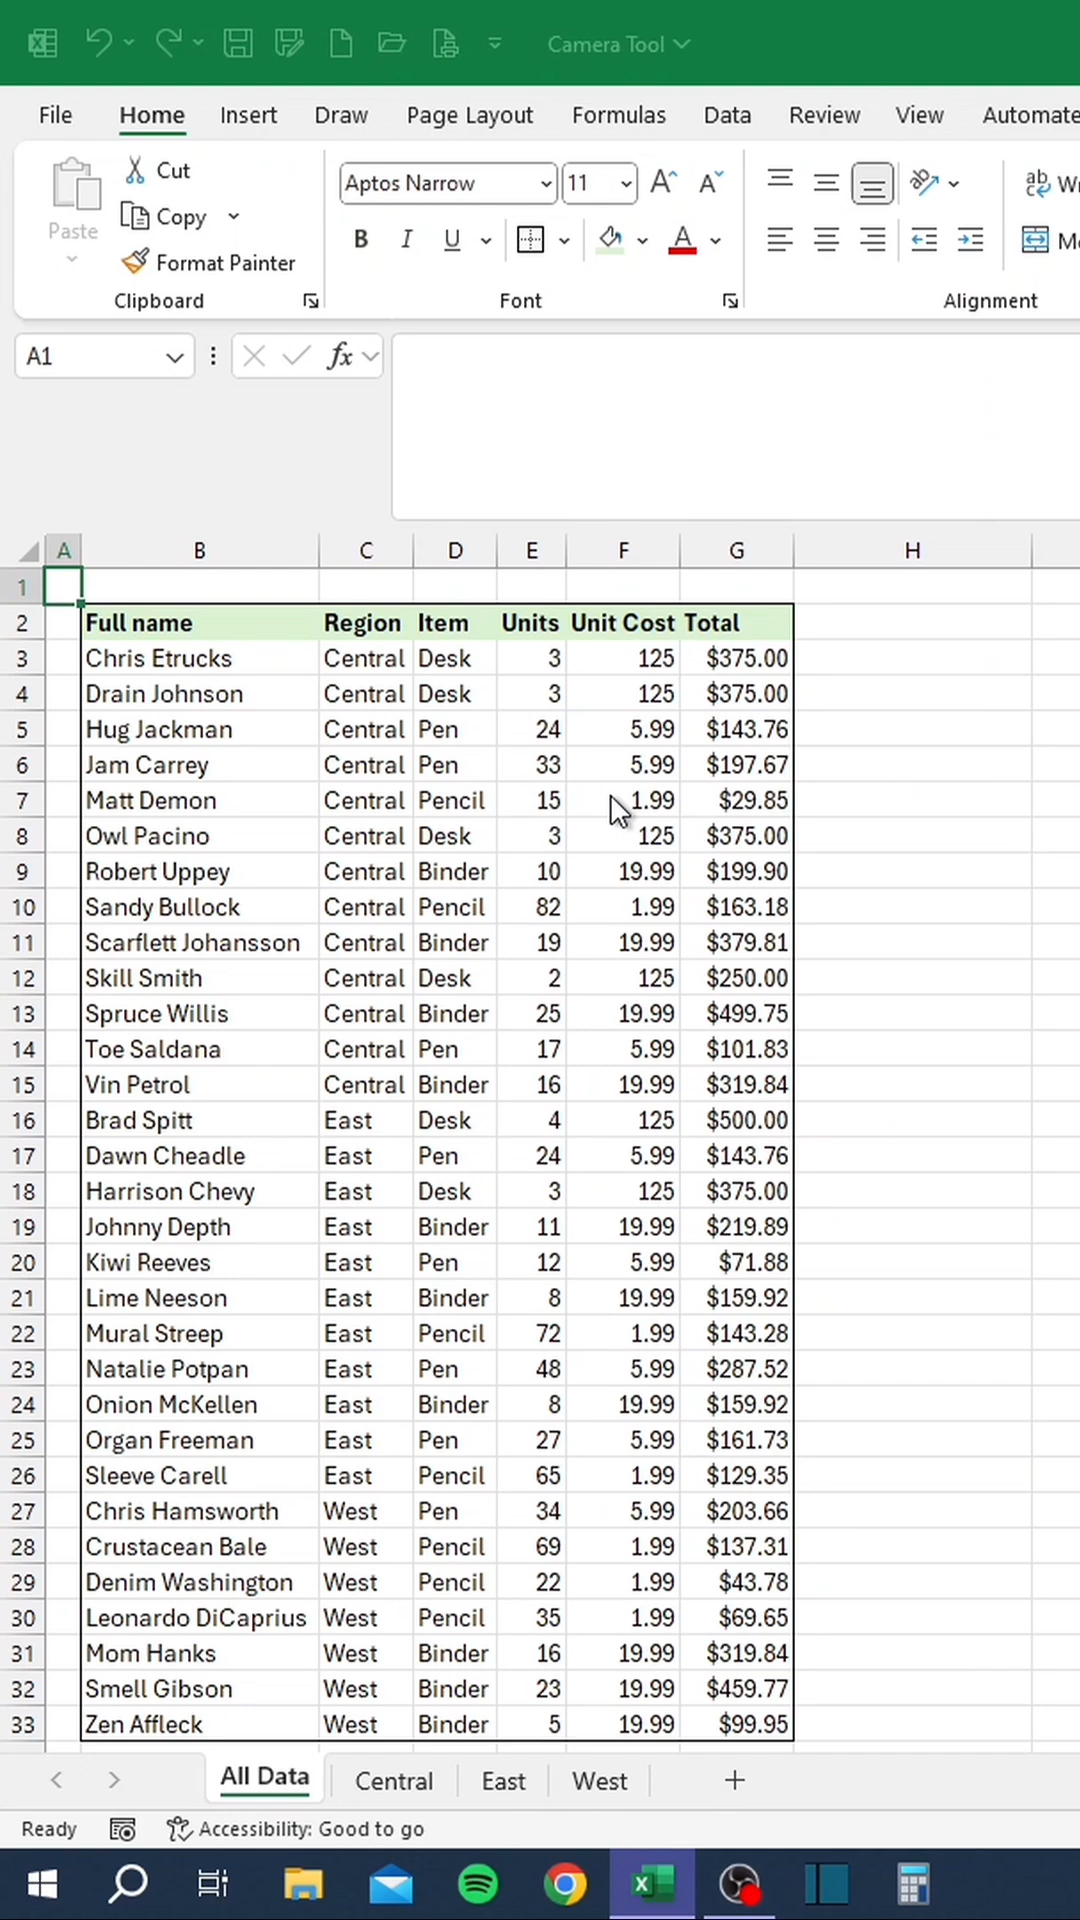 Camera Tool
File Home Insert Draw Page Layout Formulas Data Review View Automate
Cut
Aptos Narrow 11
Copy
Paste
B I U A
Format Painter
Clipboard Font Alignment
A1 fx
A B C D E F G H
1
2 Full name Region Item Units Unit Cost Total
3 Chris Etrucks Central Desk 3 125 $375.00
4 Drain Johnson Central Desk 3 125 $375.00
5 Hug Jackman Central Pen 24 5.99 $143.76
6 Jam Carrey Central Pen 33 5.99 $197.67
7 Matt Demon Central Pencil 15 1.99 $29.85
8 Owl Pacino Central Desk 3 125 $375.00
9 Robert Uppey Central Binder 10 19.99 $199.90
10 Sandy Bullock Central Pencil 82 1.99 $163.18
11 Scarflett Johansson Central Binder 19 19.99 $379.81
12 Skill Smith Central Desk 2 125 $250.00
13 Spruce Willis Central Binder 25 19.99 $499.75
14 Toe Saldana Central Pen 17 5.99 $101.83
15 Vin Petrol Central Binder 16 19.99 $319.84
16 Brad Spitt East Desk 4 125 $500.00
17 Dawn Cheadle East Pen 24 5.99 $143.76
18 Harrison Chevy East Desk 3 125 $375.00
19 Johnny Depth East Binder 11 19.99 $219.89
20 Kiwi Reeves East Pen 12 5.99 $71.88
21 Lime Neeson East Binder 8 19.99 $159.92
22 Mural Streep East Pencil 72 1.99 $143.28
23 Natalie Potpan East Pen 48 5.99 $287.52
24 Onion McKellen East Binder 8 19.99 $159.92
25 Organ Freeman East Pen 27 5.99 $161.73
26 Sleeve Carell East Pencil 65 1.99 $129.35
27 Chris Hamsworth West Pen 34 5.99 $203.66
28 Crustacean Bale West Pencil 69 1.99 $137.31
29 Denim Washington West Pencil 22 1.99 $43.78
30 Leonardo DiCaprius West Pencil 35 1.99 $69.65
31 Mom Hanks West Binder 16 19.99 $319.84
32 Smell Gibson West Binder 23 19.99 $459.77
33 Zen Affleck West Binder 5 19.99 $99.95
All Data Central East West
Ready Accessibility: Good to go